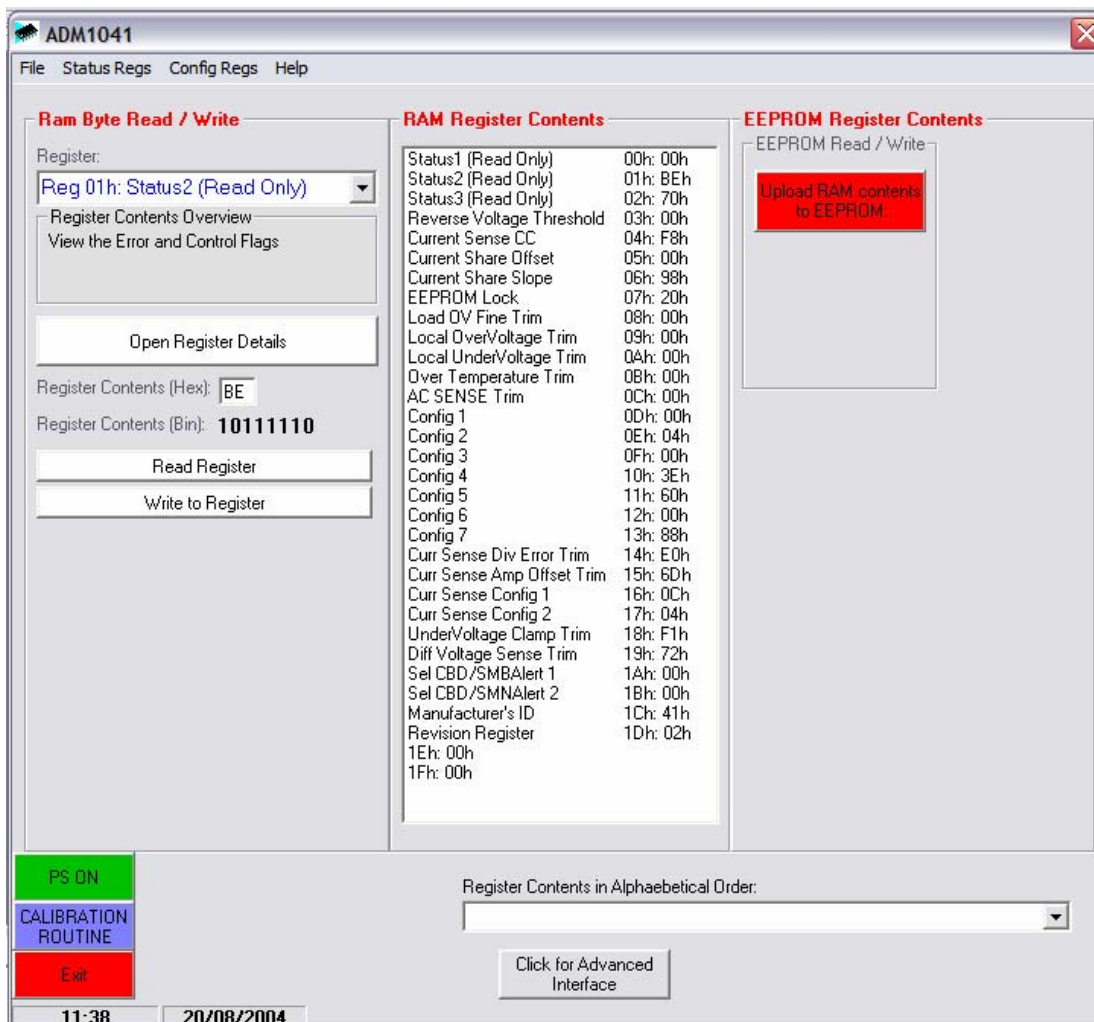 ADM1041
File Status Regs Config Regs Help
Ram Byte Read / Write
Register:
Reg 01h: Status2 (Read Only)
Register Contents Overview
View the Error and Control Flags
Open Register Details
Register Contents (Hex): BE
Register Contents (Bin): 10111110
Read Register
Write to Register
RAM Register Contents
Status1 (Read Only) 00h: 00h
Status2 (Read Only) 01h: BEh
Status3 (Read Only) 02h: 70h
Reverse Voltage Threshold 03h: 00h
Current Sense CC 04h: F8h
Current Share Offset 05h: 00h
Current Share Slope 06h: 98h
EEPROM Lock 07h: 20h
Load OV Fine Trim 08h: 00h
Local OverVoltage Trim 09h: 00h
Local UnderVoltage Trim 0Ah: 00h
Over Temperature Trim 0Bh: 00h
AC SENSE Trim 0Ch: 00h
Config 1 0Dh: 00h
Config 2 0Eh: 04h
Config 3 0Fh: 00h
Config 4 10h: 3Eh
Config 5 11h: 60h
Config 6 12h: 00h
Config 7 13h: 88h
Curr Sense Div Error Trim 14h: E0h
Curr Sense Amp Offset Trim 15h: 6Dh
Curr Sense Config 1 16h: 0Ch
Curr Sense Config 2 17h: 04h
UnderVoltage Clamp Trim 18h: F1h
Diff Voltage Sense Trim 19h: 72h
Sel CBD/SMBAlert 1 1Ah: 00h
Sel CBD/SMNAlert 2 1Bh: 00h
Manufacturer's ID 1Ch: 41h
Revision Register 1Dh: 02h
1Eh: 00h
1Fh: 00h
EEPROM Register Contents
EEPROM Read / Write
Upload RAM contents
to EEPROM.
PS ON
CALIBRATION
ROUTINE
Exit
Register Contents in Alphaebetical Order:
Click for Advanced
Interface
11:38 20/08/2004